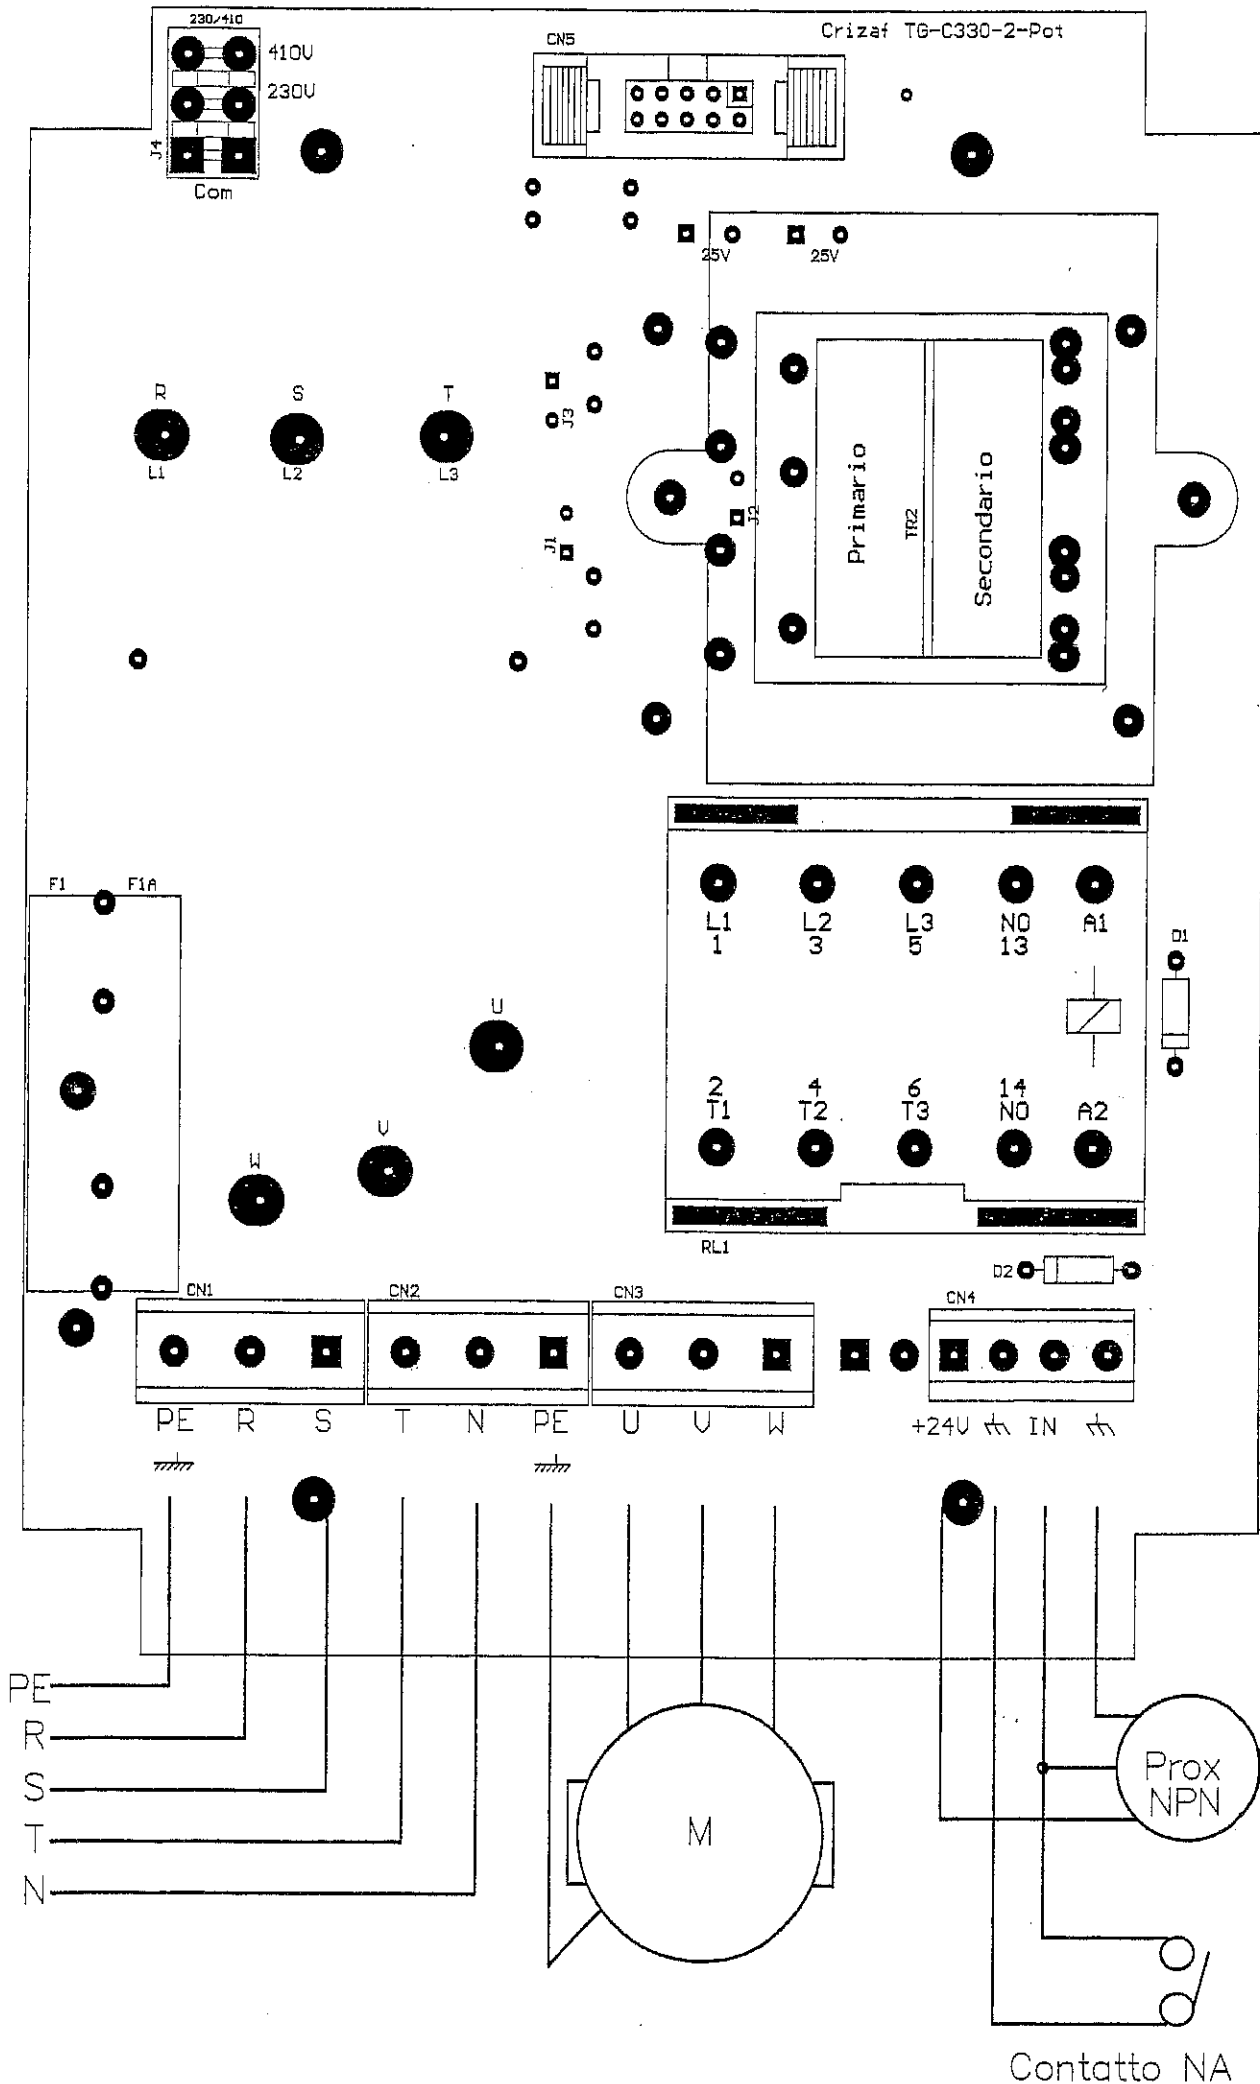 230/410
Crizaf TG-C330-2-Pot
CN5
410V
230V
J4
Com
25V
25V
R
S
T
L1
L2
L3
J3
J1
J2
Primario
TR2
Secondario
F1
F1A
L1
L2
L3
NO
A1
1
3
5
13
D1
U
V
W
2
4
6
14
T1
T2
T3
NO
A2
RL1
D2
CN1
CN2
CN3
CN4
PE
R
S
T
N
PE
U
V
W
+24V
IN
PE
R
S
T
N
M
Prox
NPN
Contatto NA